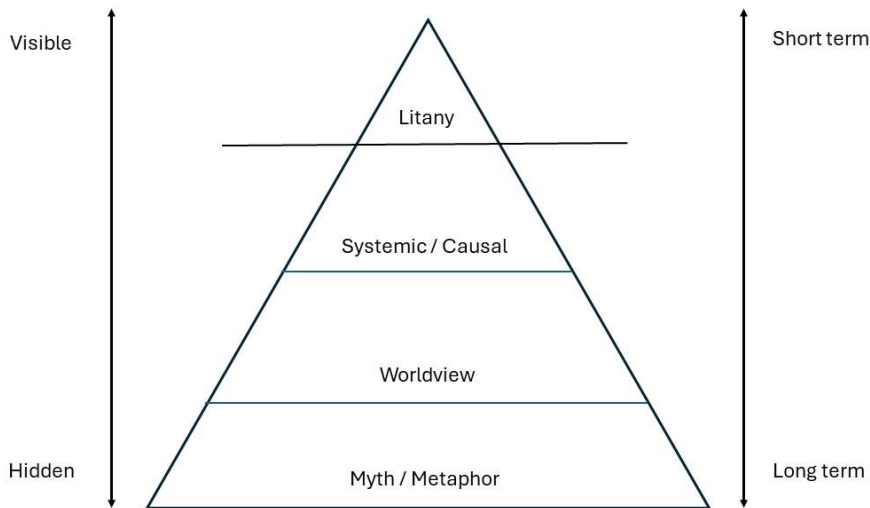 Visible
Short term
Litany
Systemic / Causal
Worldview
Hidden
Myth / Metaphor
Long term